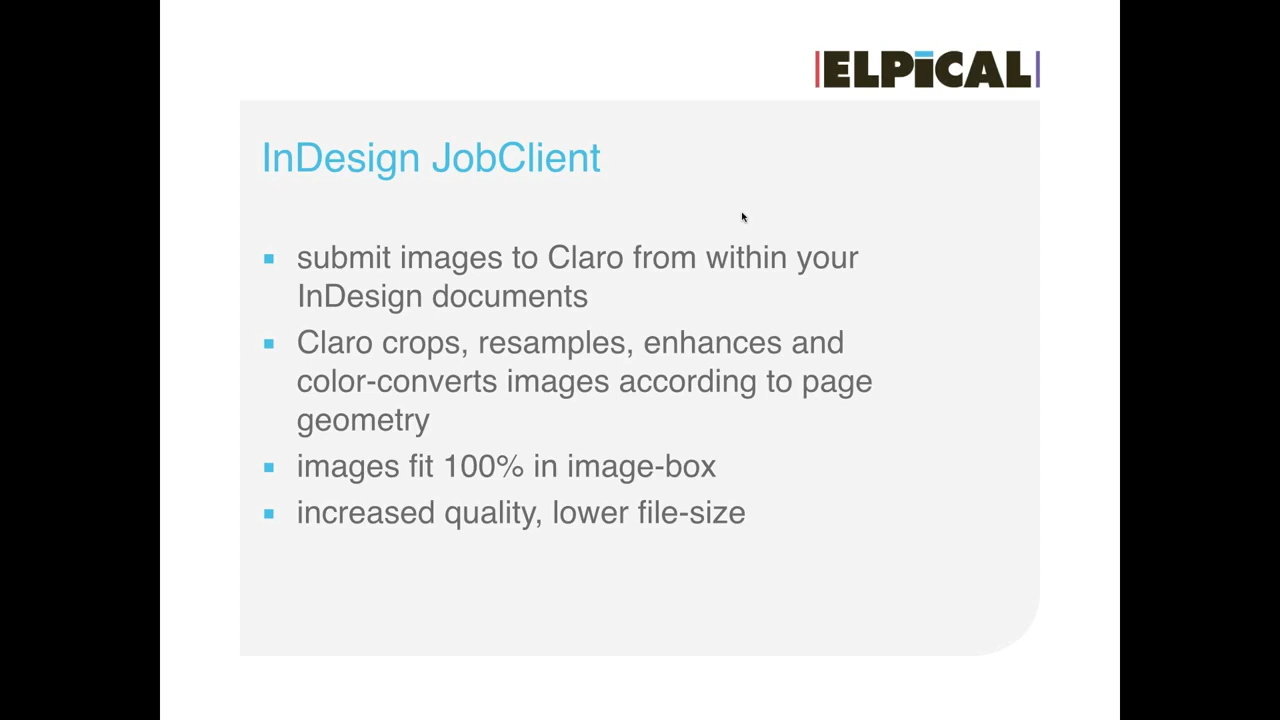 ELPiCAL
InDesign JobClient
submit images to Claro from within your
InDesign documents
Claro crops, resamples, enhances and
color-converts images according to page
geometry
images fit 100% in image-box
increased quality, lower file-size